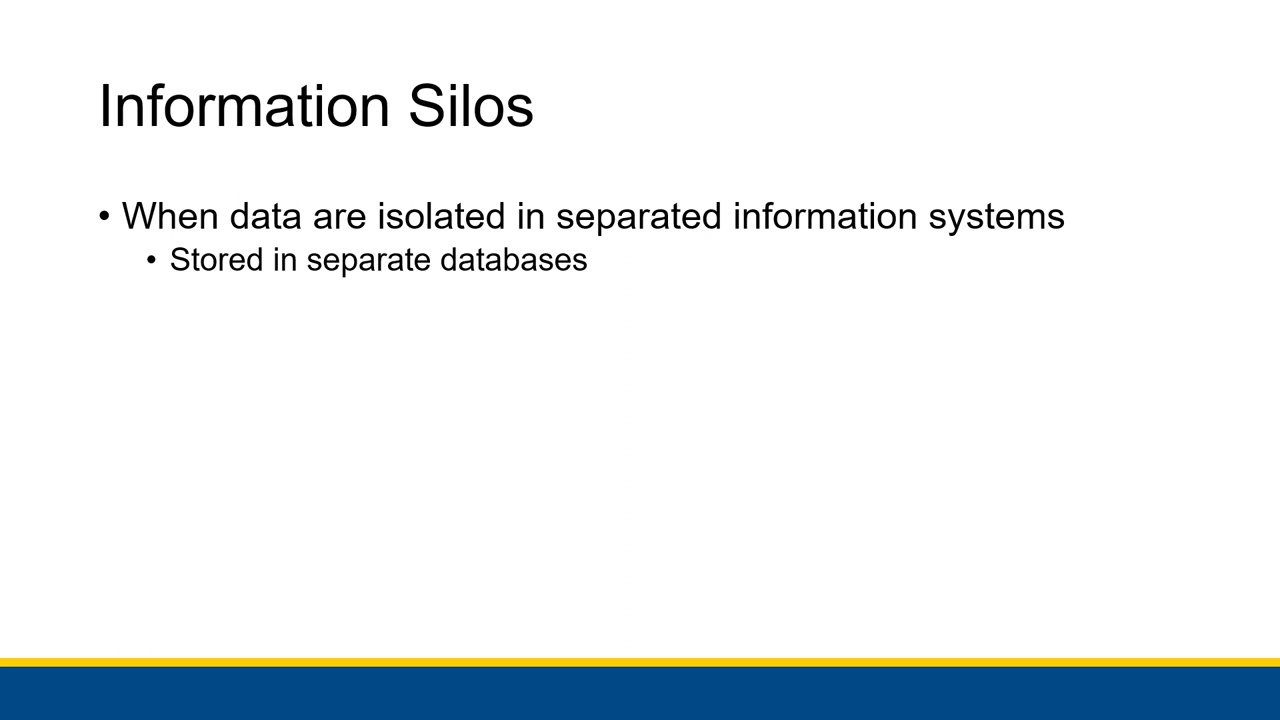 Information Silos
• When data are isolated in separated information systems
• Stored in separate databases